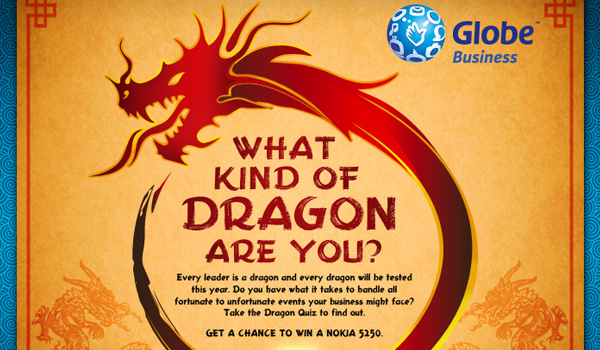 Globe™
Business
WHAT
KIND OF
DRAGON
ARE YOU?
Every leader is a dragon and every dragon will be tested
this year. Do you have what it takes to handle all
fortunate to unfortunate events your business might face?
Take the Dragon Quiz to find out.
GET A CHANCE TO WIN A NOKIA 5250.